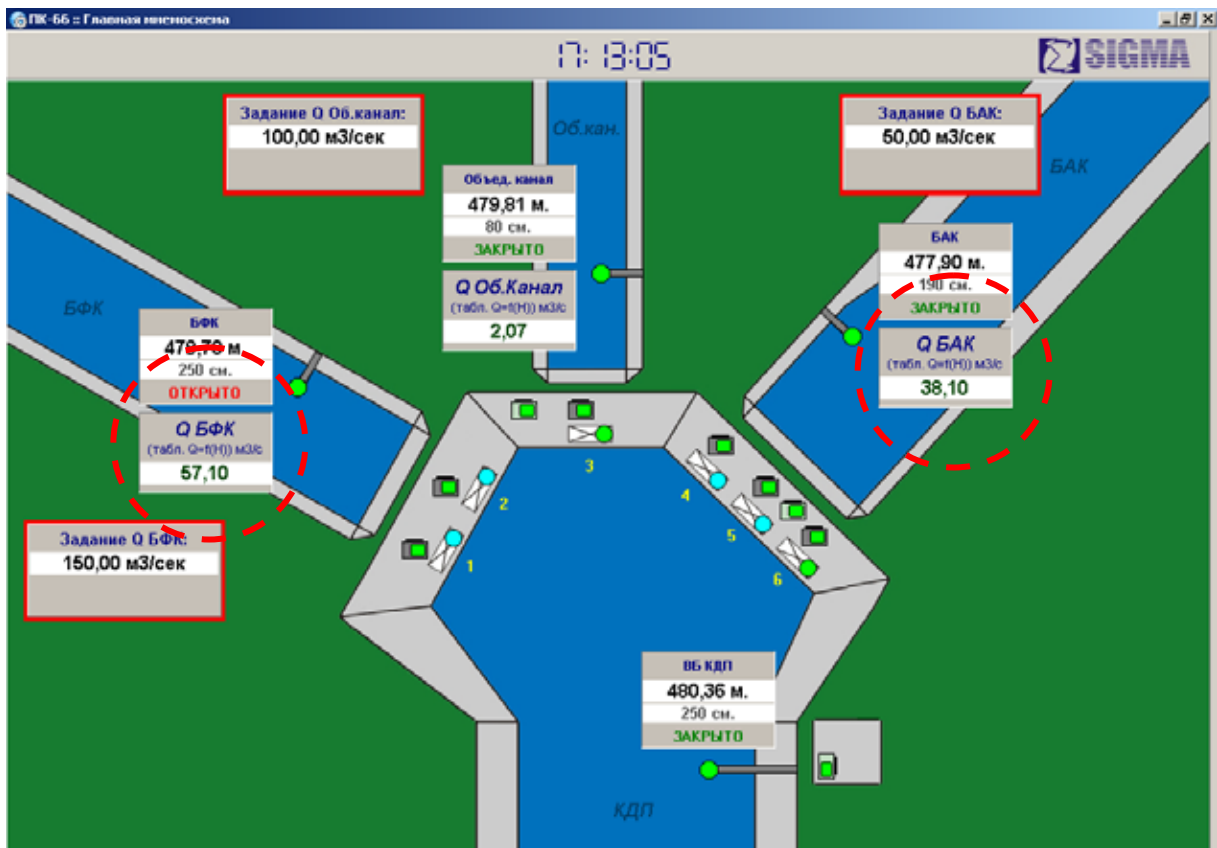 ПК-66 :: Главная мнемосхема
17:13:05
SIGMA
Задание Q Об.канал:
100,00 м3/сек
Задание Q БАК:
50,00 м3/сек
Об.кан.
БАК
Объед. канал
479,81 м.
80 см.
ЗАКРЫТО
Q Об.Канал
(табл. Q=f(H)) м3/с
2,07
БАК
477,90 м.
190 см.
ЗАКРЫТО
Q БАК
(табл. Q=f(H)) м3/с
38,10
БФК
БФК
479,70 м
250 см.
ОТКРЫТО
Q БФК
(табл. Q=f(H)) м3/с
57,10
Задание Q БФК:
150,00 м3/сек
3
2
4
1
5
6
ВБ КДП
480,36 м.
250 см.
ЗАКРЫТО
КДП